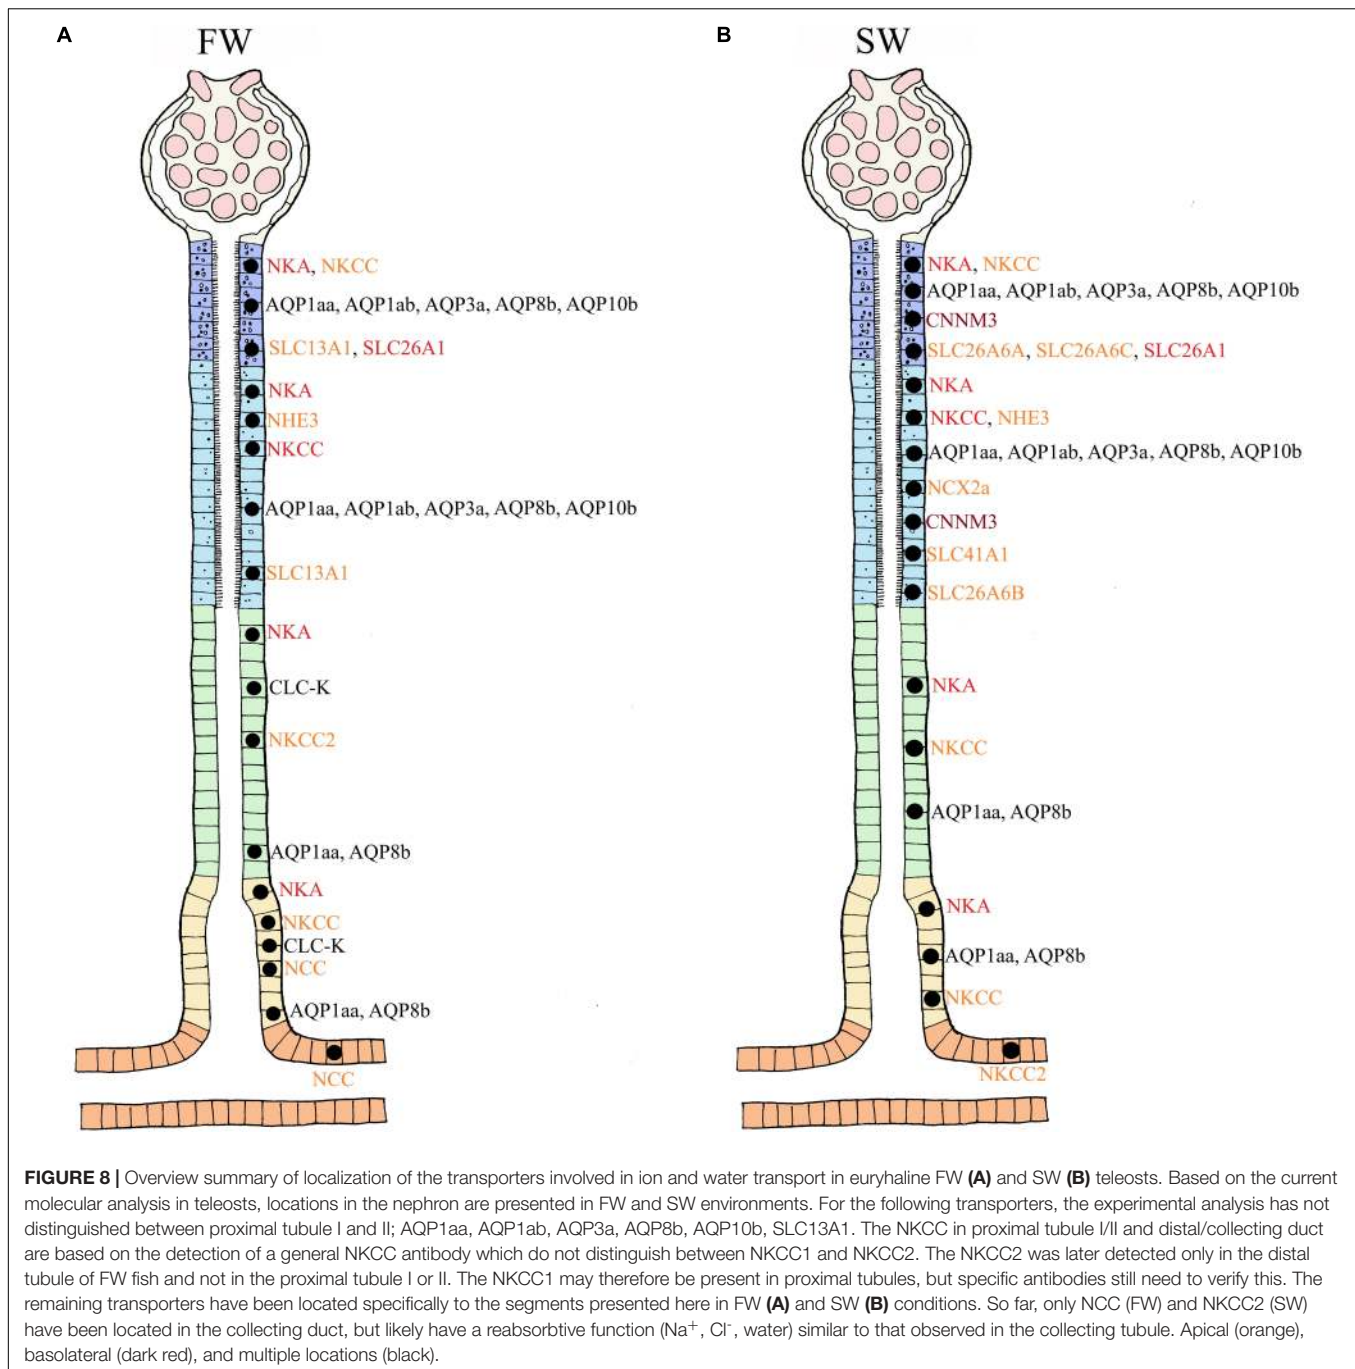 A
FW
NKA, NKCC
AQP1aa, AQP1ab, AQP3a, AQP8b, AQP10b
SLC13A1, SLC26A1
NKA
NHE3
NKCC
AQP1aa, AQP1ab, AQP3a, AQP8b, AQP10b
SLC13A1
NKA
CLC-K
NKCC2
AQP1aa, AQP8b
NKA
NKCC
CLC-K
NCC
AQP1aa, AQP8b
NCC
B
SW
NKA, NKCC
AQP1aa, AQP1ab, AQP3a, AQP8b, AQP10b
CNNM3
SLC26A6A, SLC26A6C, SLC26A1
NKA
NKCC, NHE3
AQP1aa, AQP1ab, AQP3a, AQP8b, AQP10b
NCX2a
CNNM3
SLC41A1
SLC26A6B
NKA
NKCC
AQP1aa, AQP8b
NKA
AQP1aa, AQP8b
NKCC
NKCC2
FIGURE 8 | Overview summary of localization of the transporters involved in ion and water transport in euryhaline FW (A) and SW (B) teleosts. Based on the current
molecular analysis in teleosts, locations in the nephron are presented in FW and SW environments. For the following transporters, the experimental analysis has not
distinguished between proximal tubule I and II; AQP1aa, AQP1ab, AQP3a, AQP8b, AQP10b, SLC13A1. The NKCC in proximal tubule I/II and distal/collecting duct
are based on the detection of a general NKCC antibody which do not distinguish between NKCC1 and NKCC2. The NKCC2 was later detected only in the distal
tubule of FW fish and not in the proximal tubule I or II. The NKCC1 may therefore be present in proximal tubules, but specific antibodies still need to verify this. The
remaining transporters have been located specifically to the segments presented here in FW (A) and SW (B) conditions. So far, only NCC (FW) and NKCC2 (SW)
have been located in the collecting duct, but likely have a reabsorbtive function (Na⁺, Cl⁻, water) similar to that observed in the collecting tubule. Apical (orange),
basolateral (dark red), and multiple locations (black).